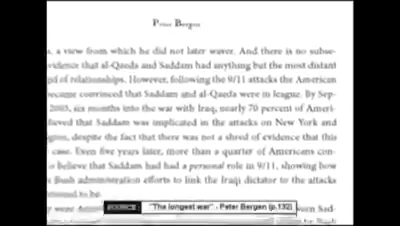 Peter Bergen
a view from which he did not later waver. And there is no subse-
vidence that al-Qaeda and Saddam had anything but the most distant
of relationships. However, following the 9/11 attacks the American
became convinced that Saddam and al-Qaeda were in league. By Sep-
2003, six months into the war with Iraq, nearly 70 percent of Ameri-
lieved that Saddam was implicated in the attacks on New York and
despite the fact that there was not a shred of evidence that this
case. Even five years later, more than a quarter of Americans con-
o believe that Saddam had had a personal role in 9/11, showing how
Bush administration efforts to link the Iraqi dictator to the attacks
to be.
were
SOURCE: "The longest war" - Peter Bergen (p.132)
ween Sad-
by Bush